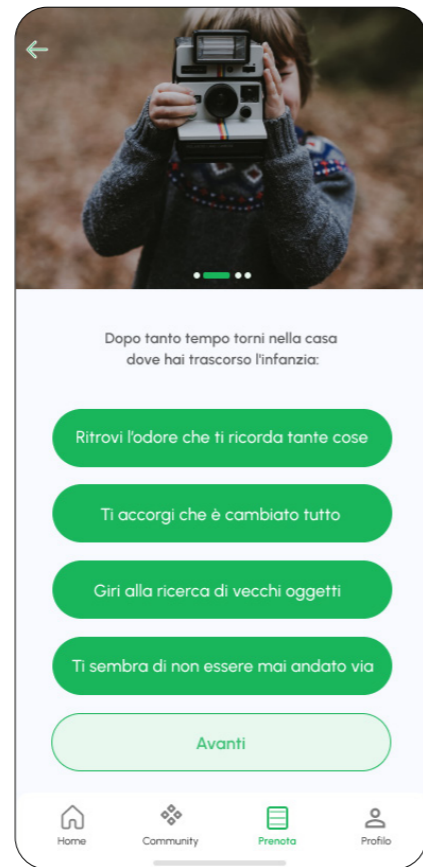 Dopo tanto tempo torni nella casa
dove hai trascorso l'infanzia:
Ritrovi l'odore che ti ricorda tante cose
Ti accorgi che è cambiato tutto
Giri alla ricerca di vecchi oggetti
Ti sembra di non essere mai andato via
Avanti
Home Community Prenota Profilo